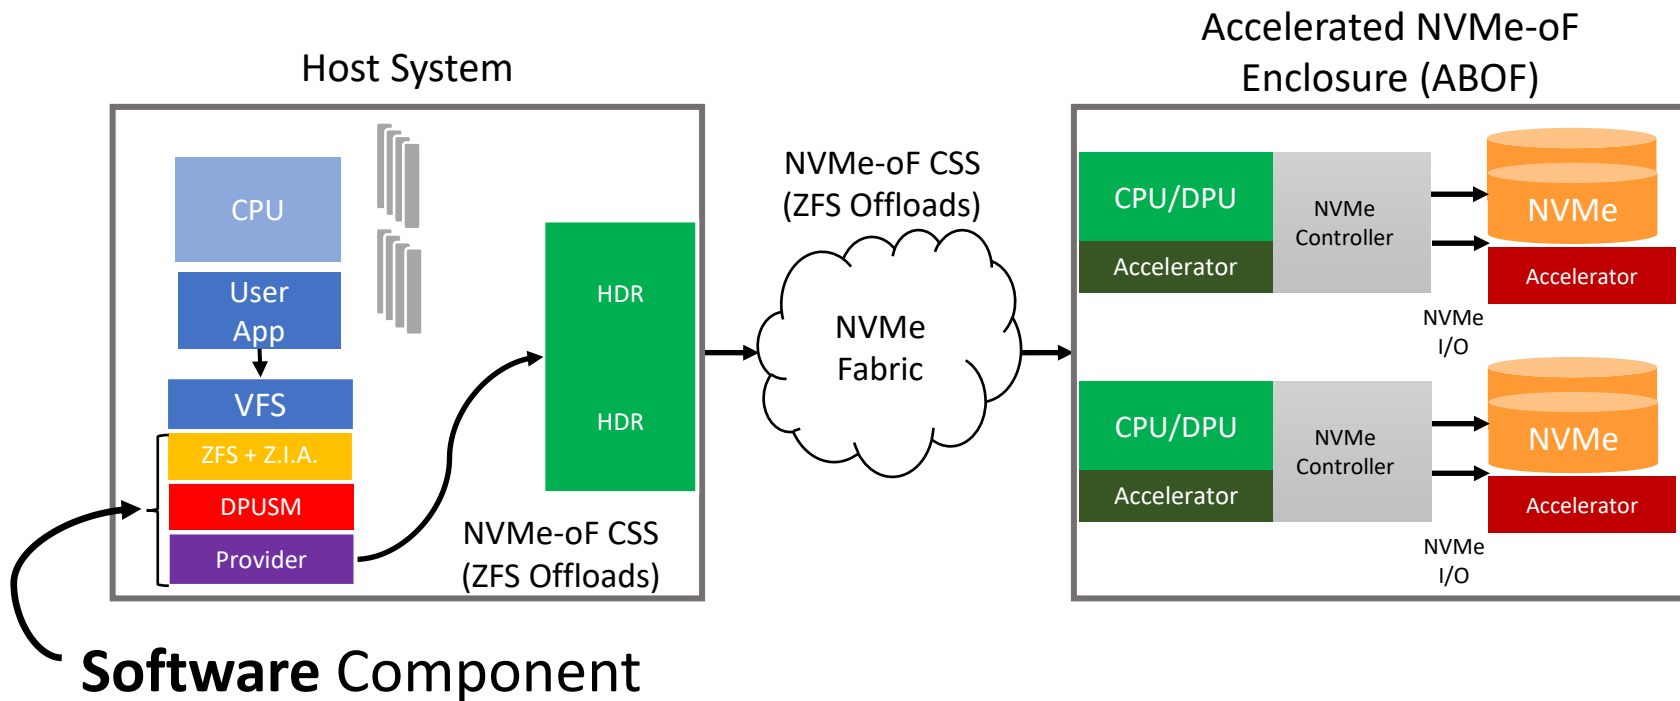 Host System
CPU
User
App
VFS
ZFS + Z.I.A.
DPUSM
Provider
HDR
HDR
NVMe-oF CSS
(ZFS Offloads)
Software Component
NVMe-oF CSS
(ZFS Offloads)
NVMe
Fabric
Accelerated NVMe-oF
Enclosure (ABOF)
CPU/DPU
Accelerator
NVMe
Controller
NVMe
Accelerator
NVMe
I/O
CPU/DPU
Accelerator
NVMe
Controller
NVMe
Accelerator
NVMe
I/O